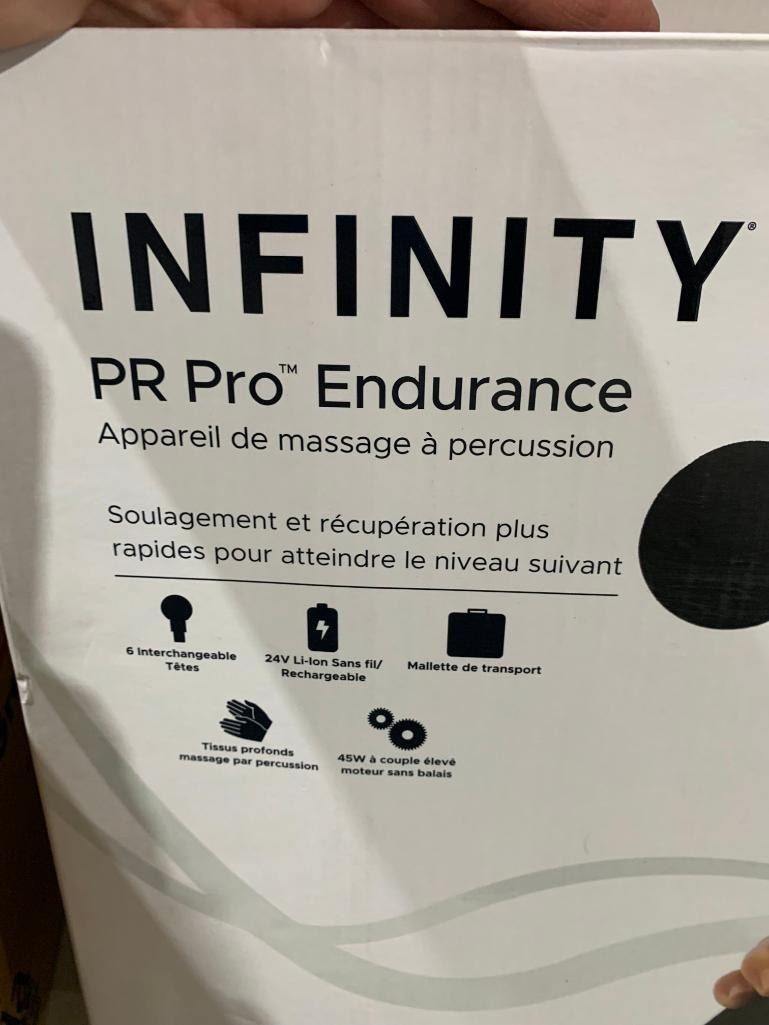 INFINITY®
PR Pro™ Endurance
Appareil de massage à percussion
Soulagement et récupération plus
rapides pour atteindre le niveau suivant
6 Interchangeable
Têtes
24V Li-Ion Sans fil/
Rechargeable
Mallette de transport
Tissus profonds
massage par percussion
45W à couple élevé
moteur sans balais